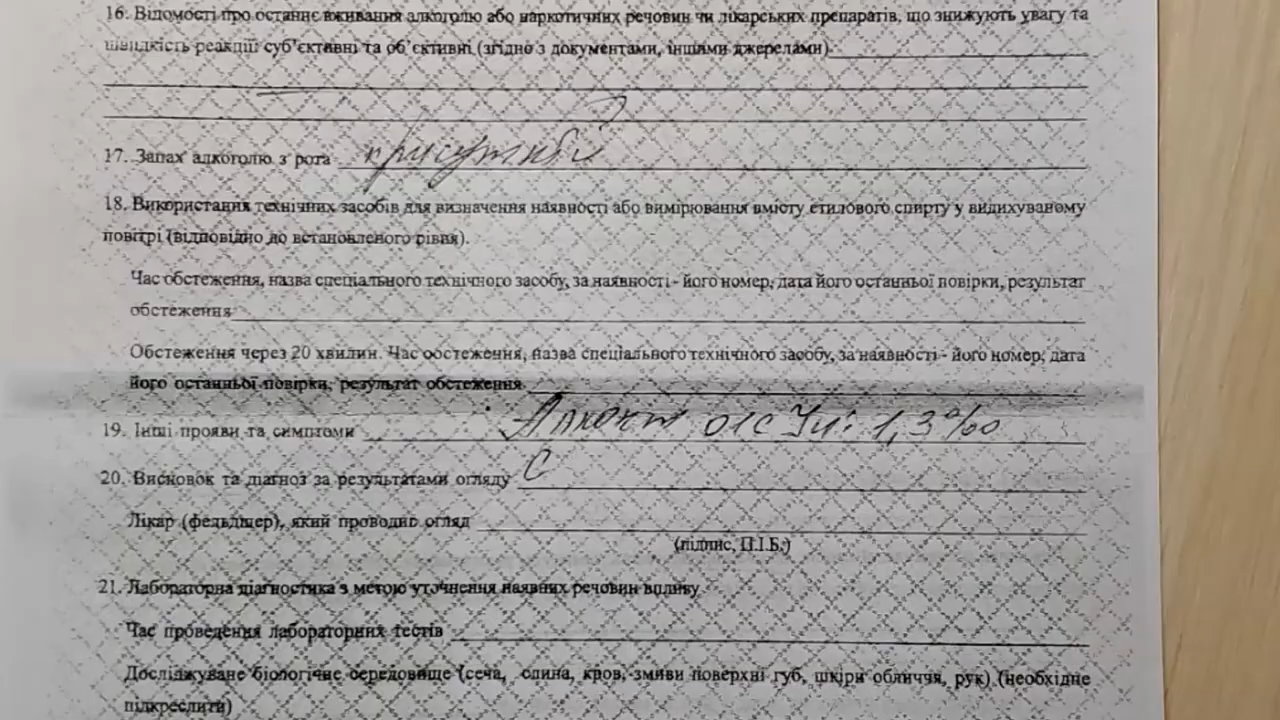 16. Відомості про останнє вживання алкоголю або наркотичних речовин чи лікарських препаратів, що знижують увагу та
швидкість реакції: суб'єктивні та об'єктивні (згідно з документами, іншими джерелами)
17. Запах алкоголю з рота присутній
18. Використання технічних засобів для визначення наявності або вимірювання вмісту етилового спирту у видихуваному
повітрі (відповідно до встановленого рівня).
Час обстеження, назва спеціального технічного засобу, за наявності - його номер, дата його останньої повірки, результат
обстеження
Обстеження через 20 хвилин. Час обстеження, назва спеціального технічного засобу, за наявності - його номер, дата
його останньої повірки, результат обстеження
19. Інші прояви та симптоми 1,3‰
20. Висновок та діагноз за результатами огляду
Лікар (фельдшер), який проводив огляд
(підпис, П.І.Б.)
21. Лабораторна діагностика з метою уточнення наявних речовин впливу
Час проведення лабораторних тестів
Досліджуване біологічне середовище (сеча, слина, кров, змиви поверхні губ, шкіри обличчя, рук) (необхідне
підкреслити)